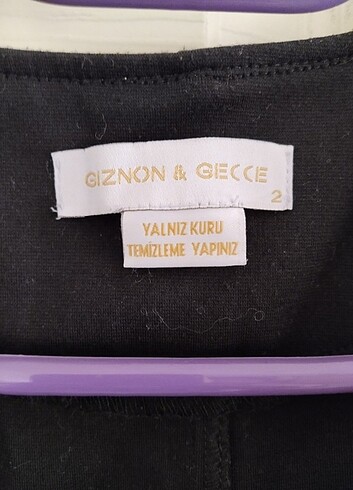 GIZNON & GECCE
2
YALNIZ KURU
TEMİZLEME YAPINIZ